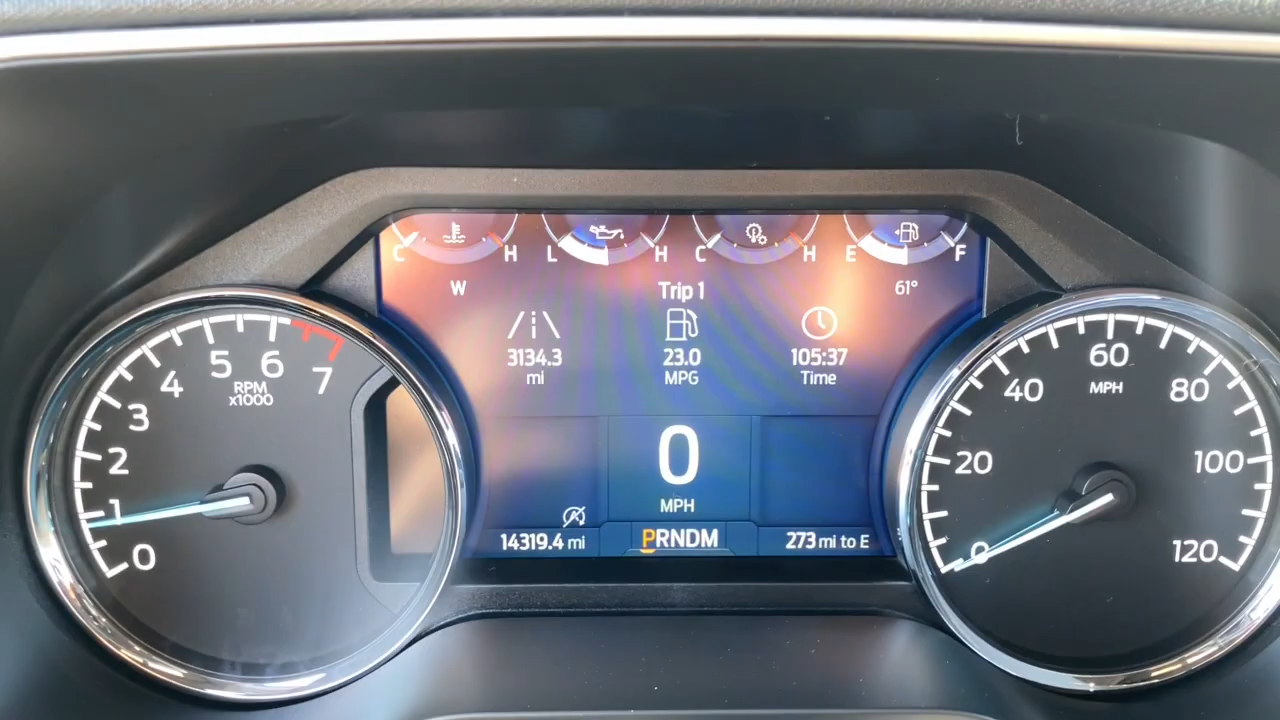 C H L H C H E F
W
61°
Trip 1
3134.3
mi
23.0
MPG
105:37
Time
0
MPH
14319.4 mi
PRNDM
273 mi to E
0
1
2
3
4
5
6
7
RPM
x1000
0
20
40
60
80
100
120
MPH